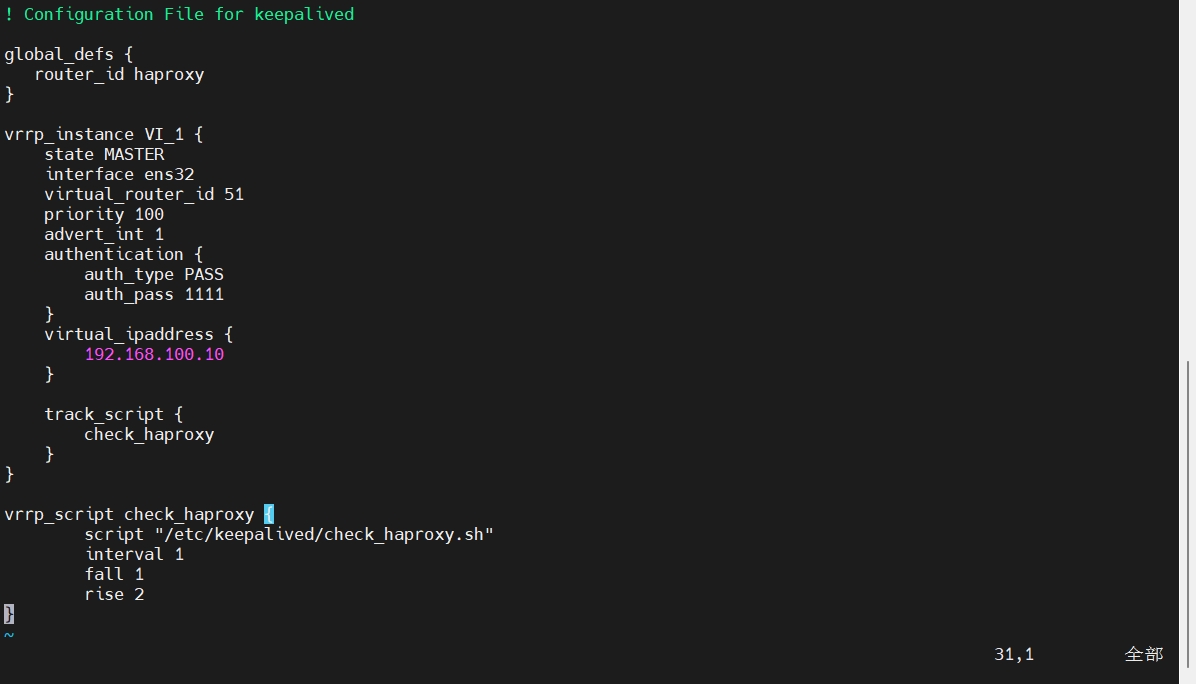 ! Configuration File for keepalived
global_defs {
   router_id haproxy
}
vrrp_instance VI_1 {
    state MASTER
    interface ens32
    virtual_router_id 51
    priority 100
    advert_int 1
    authentication {
        auth_type PASS
        auth_pass 1111
    }
    virtual_ipaddress {
        192.168.100.10
    }
    track_script {
        check_haproxy
    }
}
vrrp_script check_haproxy {
        script "/etc/keepalived/check_haproxy.sh"
        interval 1
        fall 1
        rise 2
}
~
31,1 全部